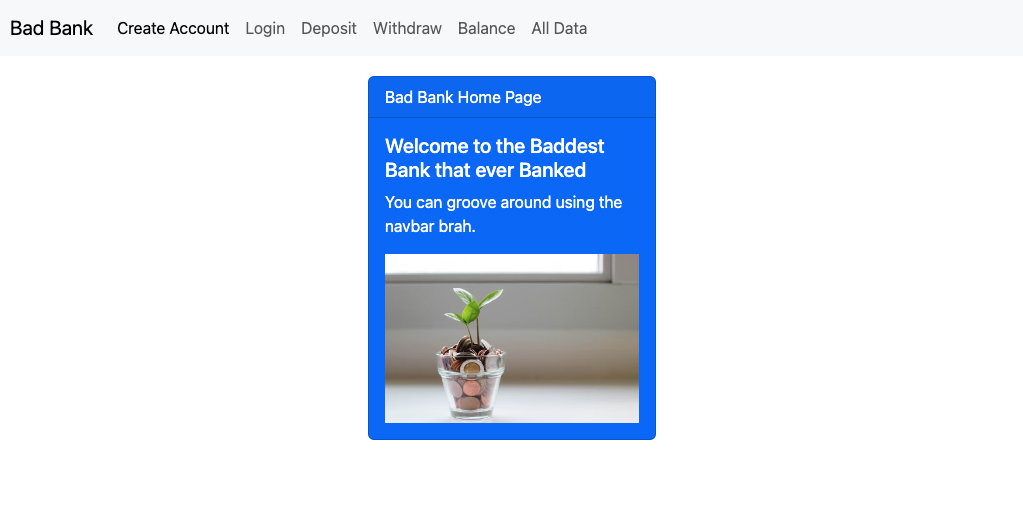 Bad Bank Create Account Login Deposit Withdraw Balance All Data
Bad Bank Home Page
Welcome to the Baddest
Bank that ever Banked
You can groove around using the
navbar brah.